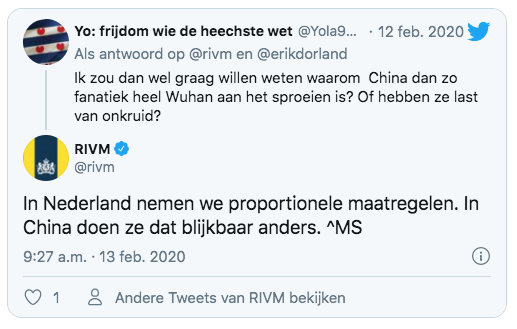 Yo: frijdom wie de heechste wet @Yola9... · 12 feb. 2020
Als antwoord op @rivm en @erikdorland
Ik zou dan wel graag willen weten waarom China dan zo
fanatiek heel Wuhan aan het sproeien is? Of hebben ze last
van onkruid?
RIVM
@rivm
In Nederland nemen we proportionele maatregelen. In
China doen ze dat blijkbaar anders. ^MS
9:27 a.m. · 13 feb. 2020
1 Andere Tweets van RIVM bekijken